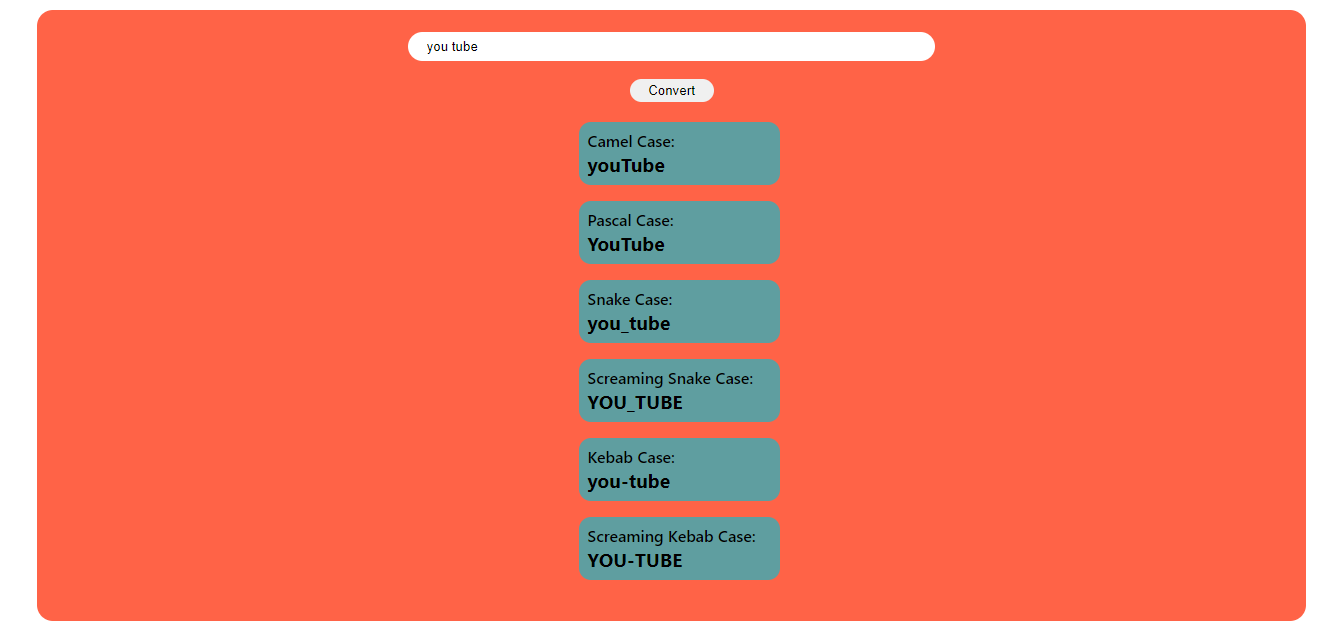 you tube
Convert
Camel Case:
youTube
Pascal Case:
YouTube
Snake Case:
you_tube
Screaming Snake Case:
YOU_TUBE
Kebab Case:
you-tube
Screaming Kebab Case:
YOU-TUBE